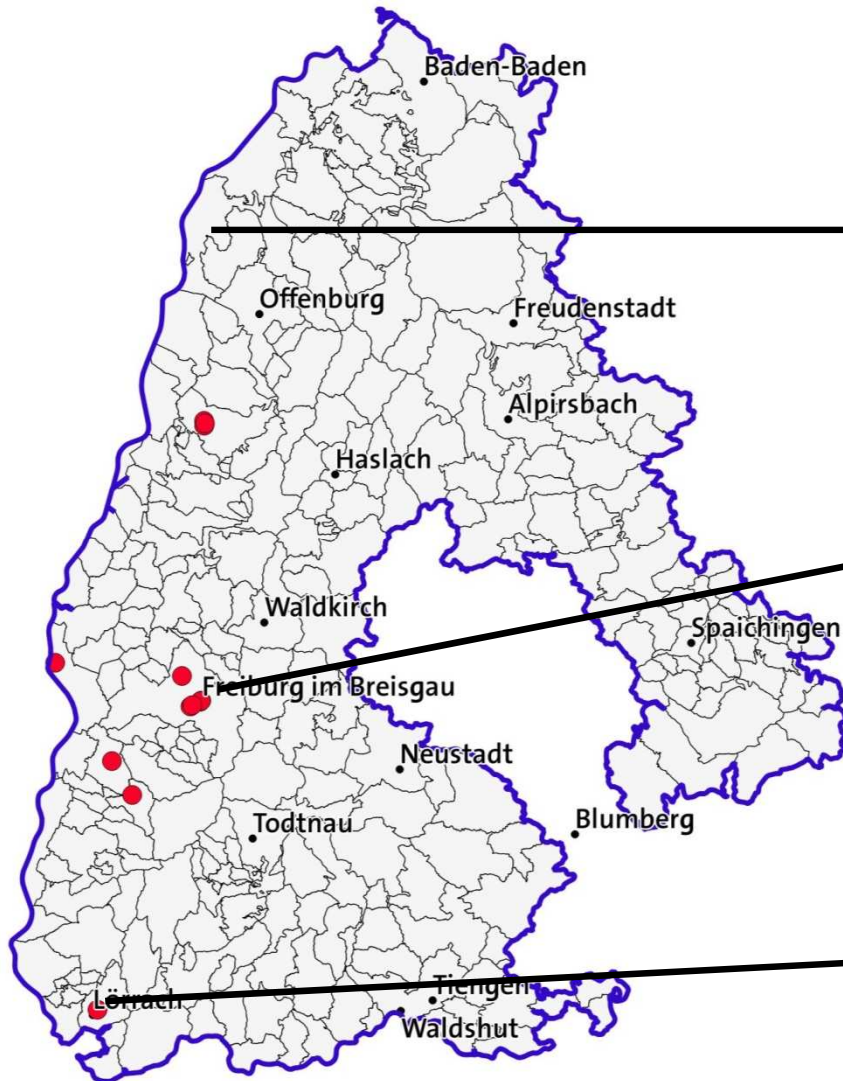 Baden-Baden
Offenburg
Freudenstadt
Alpirsbach
Haslach
Waldkirch
Spaichingen
Freiburg im Breisgau
Neustadt
Blumberg
Todtnau
Tiengen
Lörrach
Waldshut